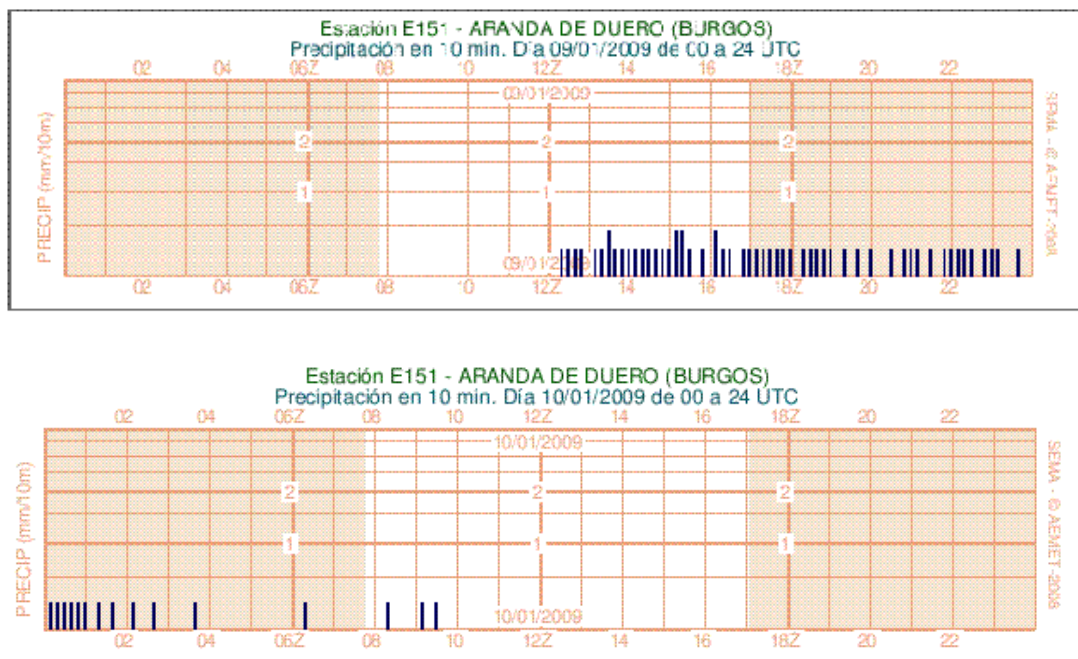 Estación E151 - ARANDA DE DUERO (BURGOS)
Precipitación en 10 min. Día 09/01/2009 de 00 a 24 UTC
02 04 06Z 08 10 12Z 14 16 18Z 20 22
09/01/2009
2 2 2
1 1 1
PRECIP (mm/10m)
SEMA - © AEMET-2008
09/01/2009
02 04 06Z 08 10 12Z 14 16 18Z 20 22
Estación E151 - ARANDA DE DUERO (BURGOS)
Precipitación en 10 min. Día 10/01/2009 de 00 a 24 UTC
02 04 06Z 08 10 12Z 14 16 18Z 20 22
10/01/2009
2 2 2
1 1 1
PRECIP (mm/10m)
SEMA - © AEMET-2008
10/01/2009
02 04 06Z 08 10 12Z 14 16 18Z 20 22